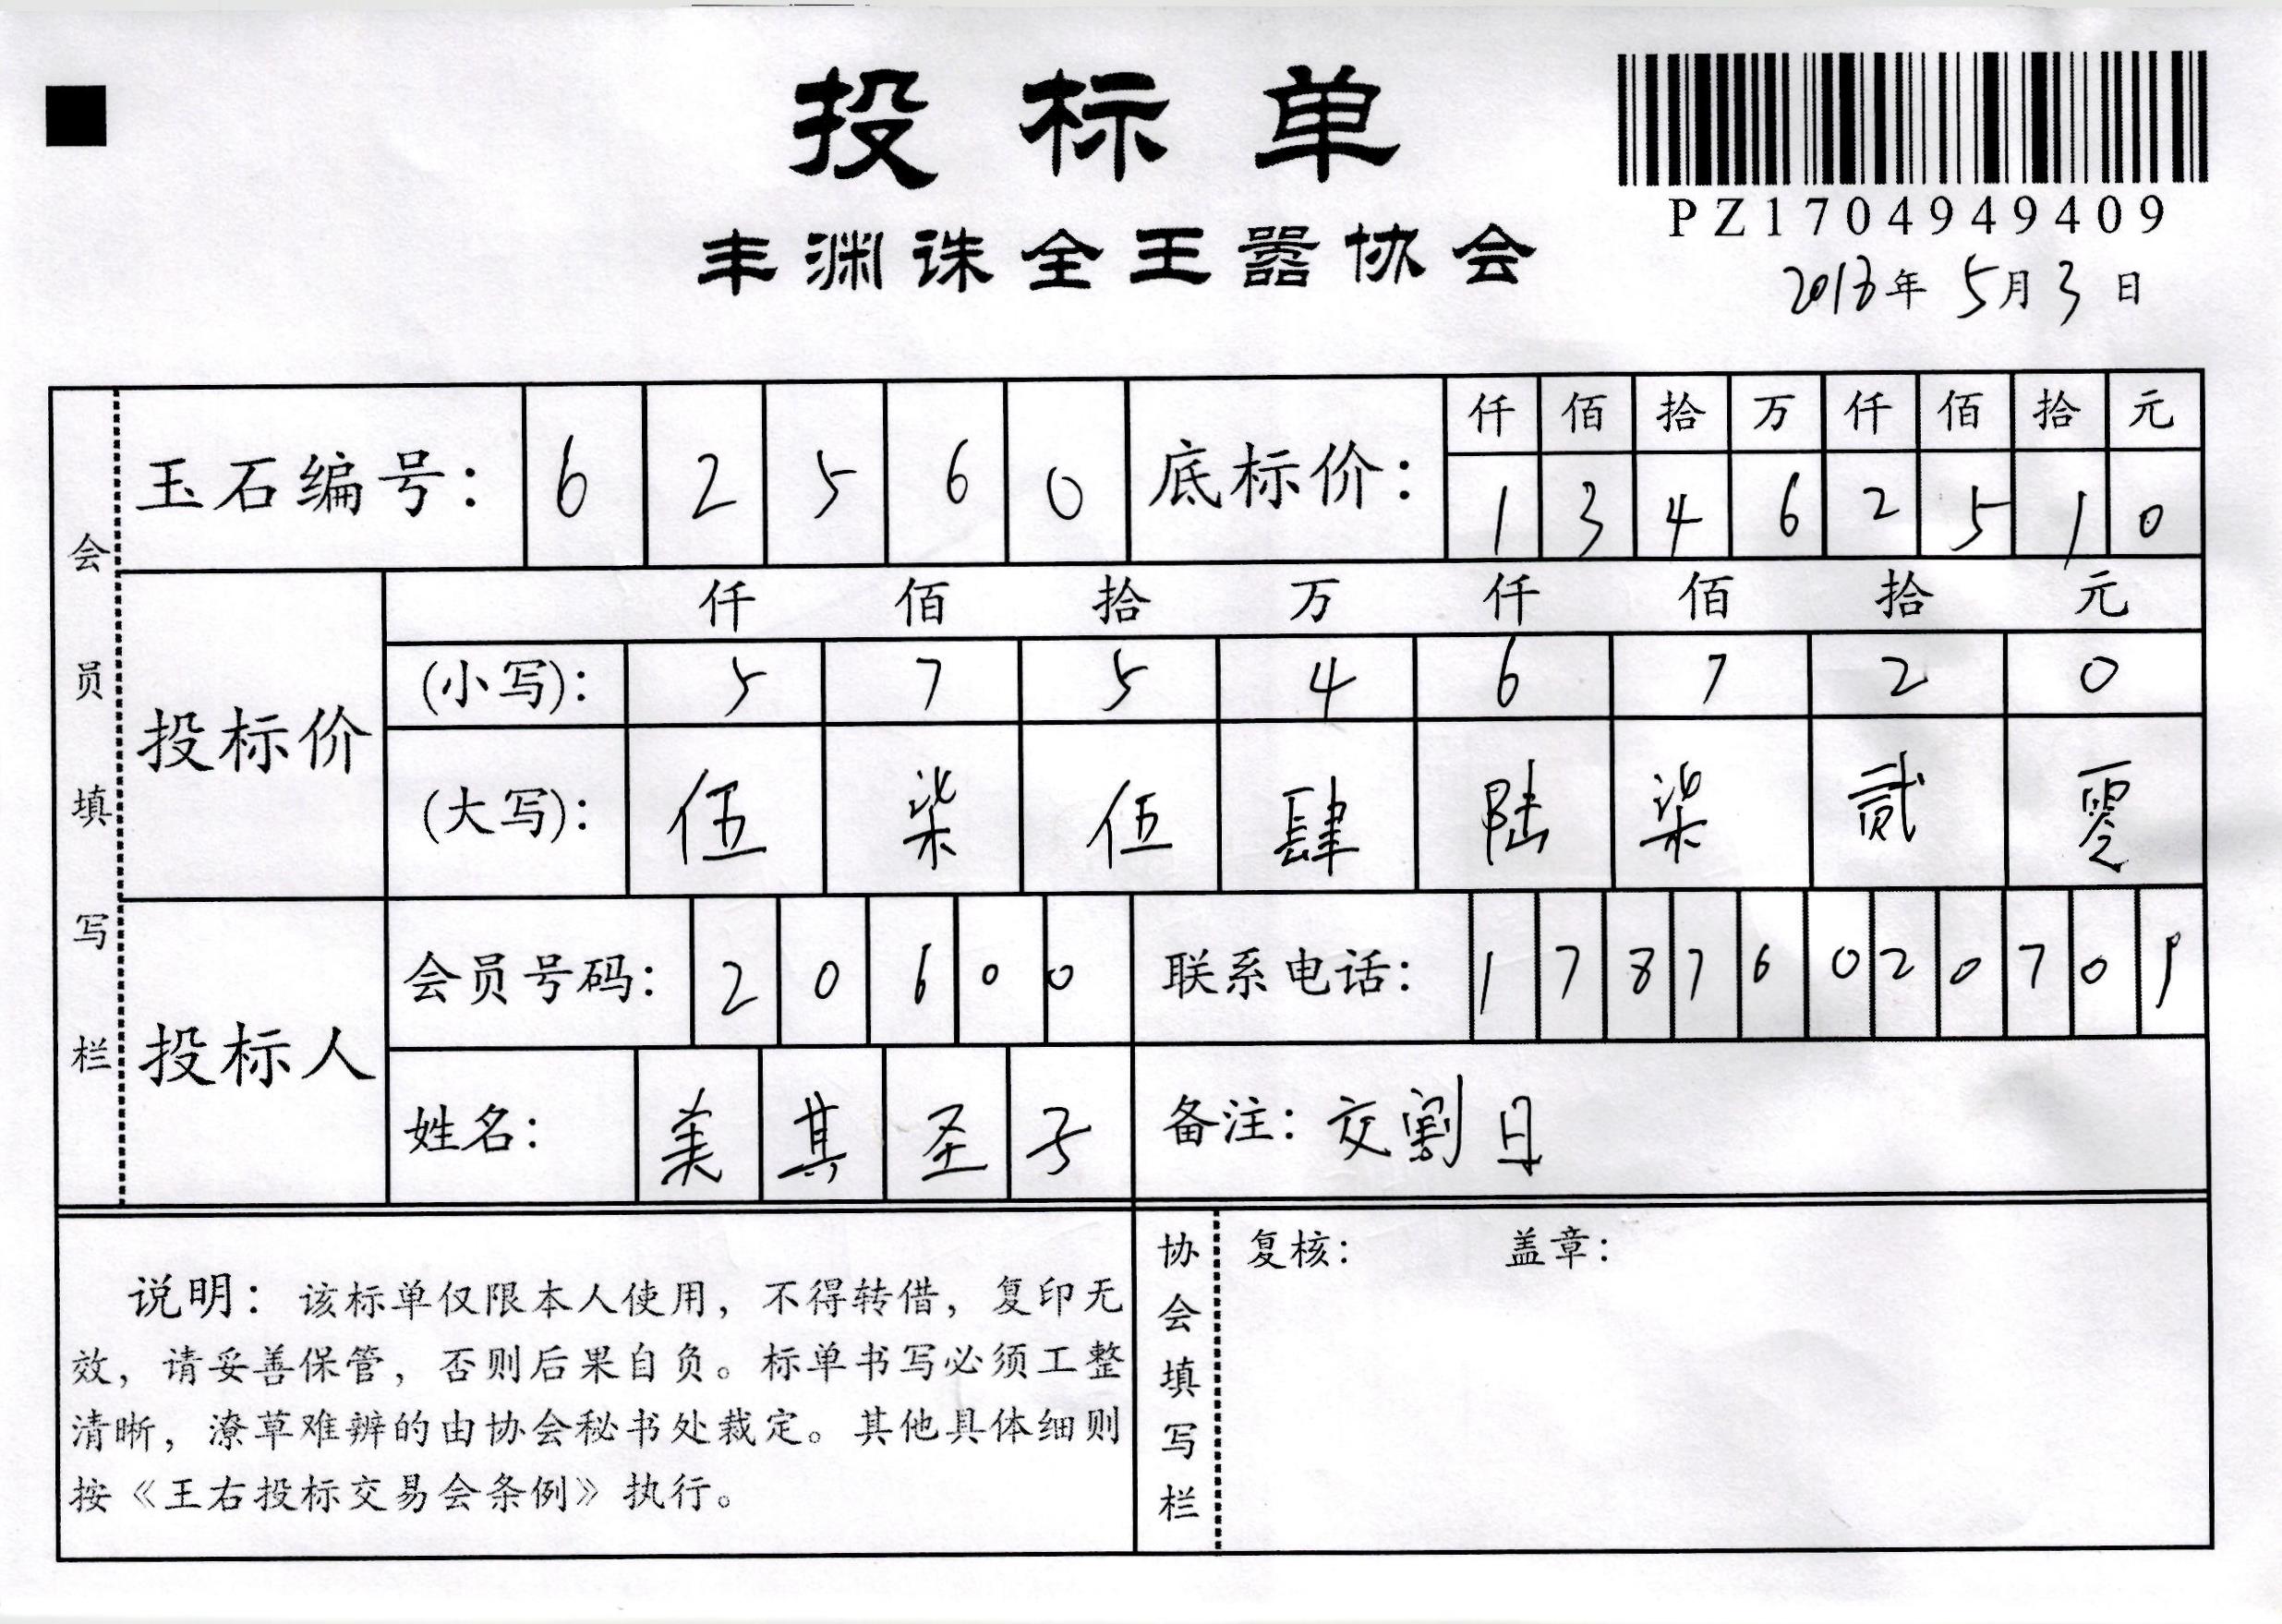 投标单
丰渊诛全王嚣协会
PZ1704949409
年 5月3日
会员填写栏
玉石编号: 6 2 5 6 0
底标价: 仟 佰 拾 万 仟 佰 拾 元
1 3 4 6 2 5 1 0
投标价
仟 佰 拾 万 仟 佰 拾 元
(小写): 5 7 5 4 6 7 2 0
(大写): 伍 柒 伍 肆 陆 柒 贰 零
投标人
会员号码: 2 0 6 0 0
联系电话: 1 7 8 7 6 0 2 0 7 0
姓名: 美 其 圣 子
备注: 交割日
说明: 该标单仅限本人使用, 不得转借, 复印无
效, 请妥善保管, 否则后果自负。标单书写必须工整
清晰, 潦草难辨的由协会秘书处裁定。其他具体细则
按《王右投标交易会条例》执行。
协会填写栏
复核: 盖章: